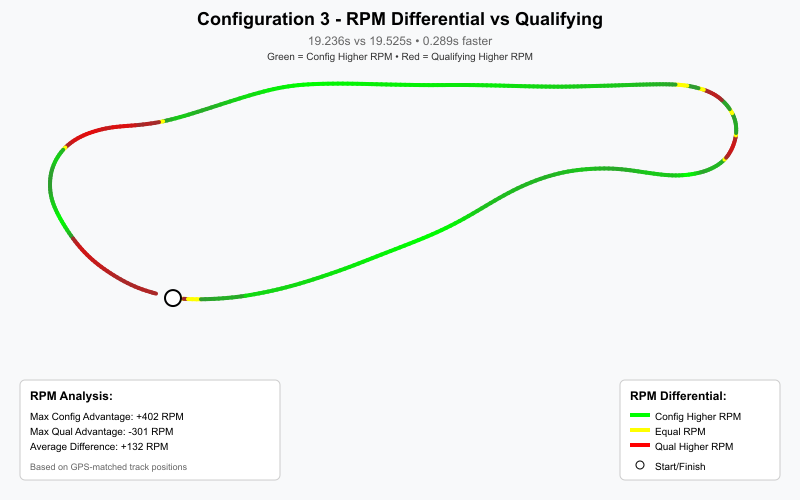 Configuration 3 - RPM Differential vs Qualifying
19.236s vs 19.525s • 0.289s faster
Green = Config Higher RPM • Red = Qualifying Higher RPM
RPM Analysis:
Max Config Advantage: +402 RPM
Max Qual Advantage: -301 RPM
Average Difference: +132 RPM
Based on GPS-matched track positions
RPM Differential:
Config Higher RPM
Equal RPM
Qual Higher RPM
Start/Finish